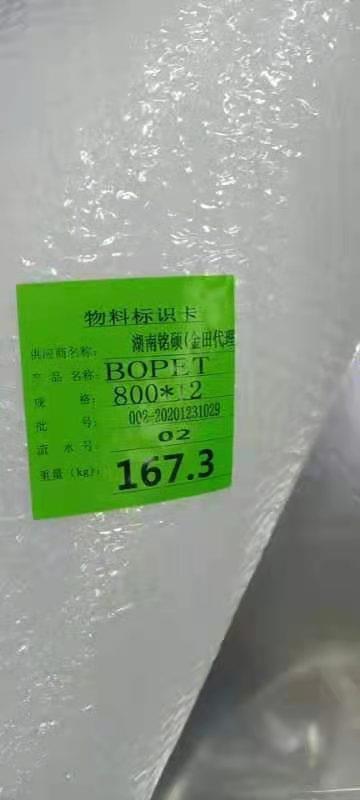 物料标识卡
供应商名称: 湖南铭硕(金田代理
产品名称: BOPET
规格: 800*12
批号: 002-20201231029
流水号: 02
重量(kg): 167.3